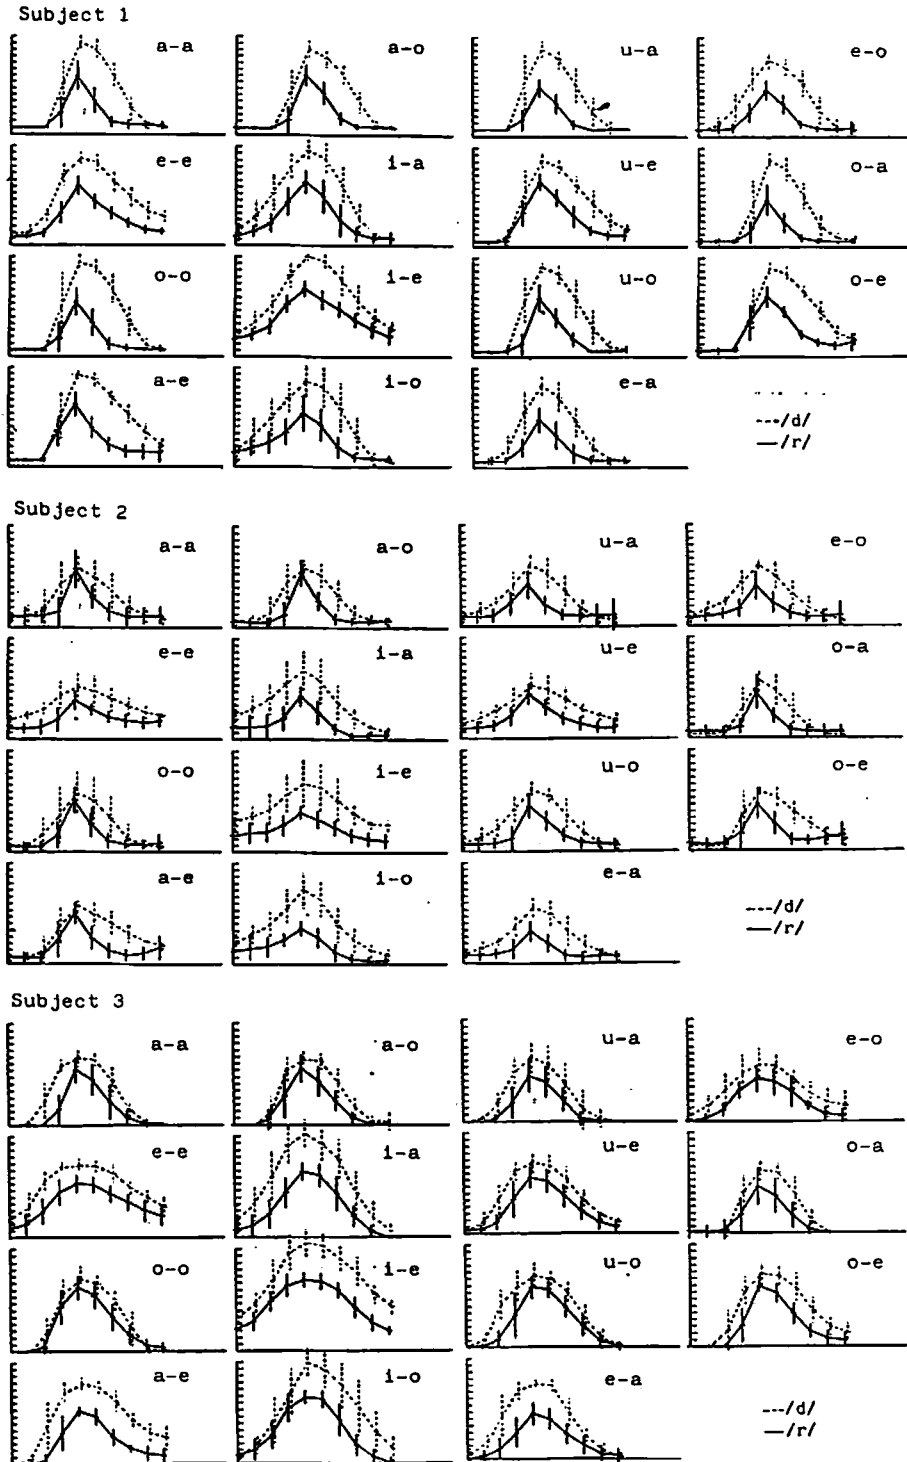 Subject 1
a-a a-o u-a e-o
e-e i-a u-e o-a
o-o i-e u-o o-e
a-e i-o e-a
---/d/
—/r/
Subject 2
a-a a-o u-a e-o
e-e i-a u-e o-a
o-o i-e u-o o-e
a-e i-o e-a
---/d/
—/r/
Subject 3
a-a a-o u-a e-o
e-e i-a u-e o-a
o-o i-e u-o o-e
a-e i-o e-a
---/d/
—/r/